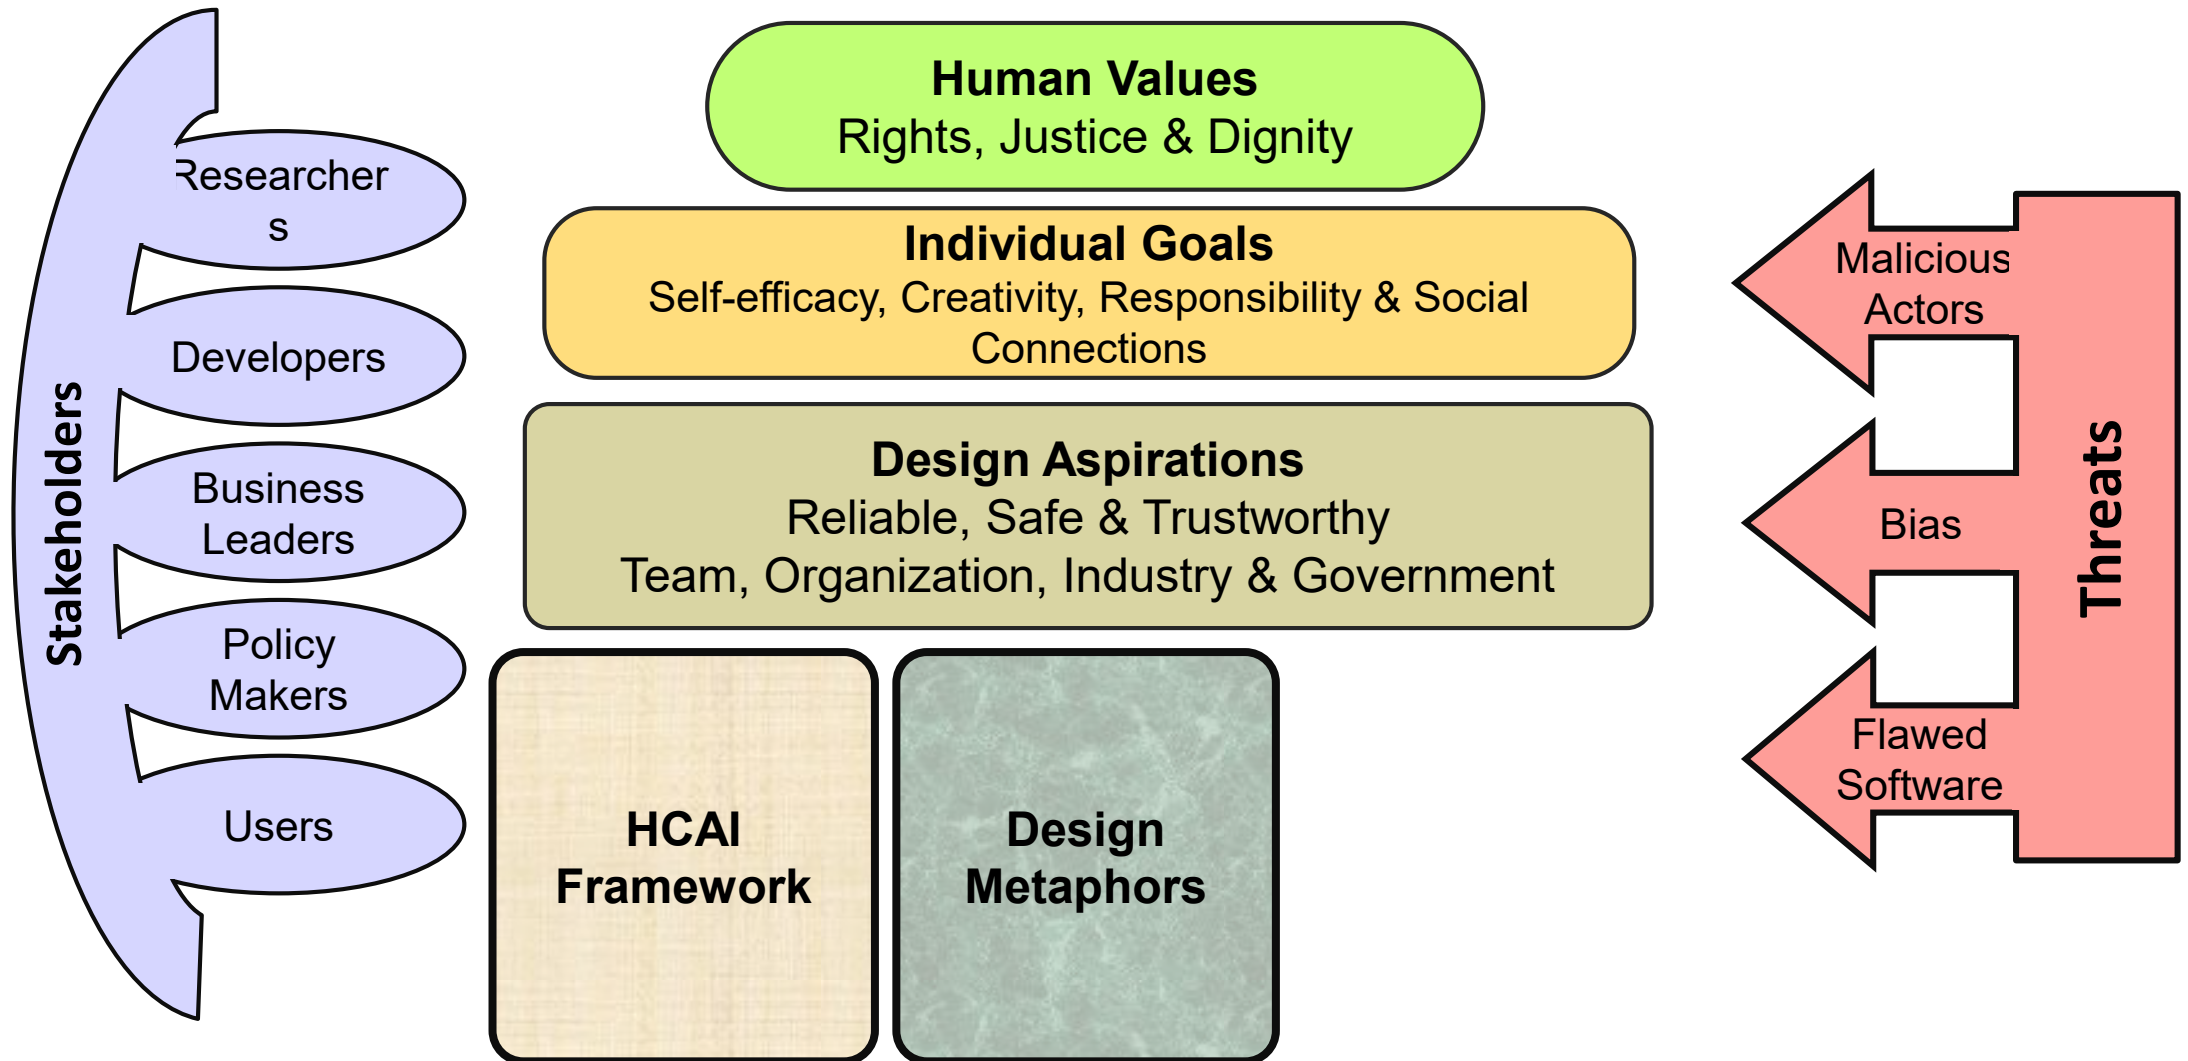 Stakeholders
Researcher
s
Developers
Business
Leaders
Policy
Makers
Users
Human Values
Rights, Justice & Dignity
Individual Goals
Self-efficacy, Creativity, Responsibility & Social
Connections
Design Aspirations
Reliable, Safe & Trustworthy
Team, Organization, Industry & Government
HCAI
Framework
Design
Metaphors
Malicious
Actors
Bias
Flawed
Software
Threats